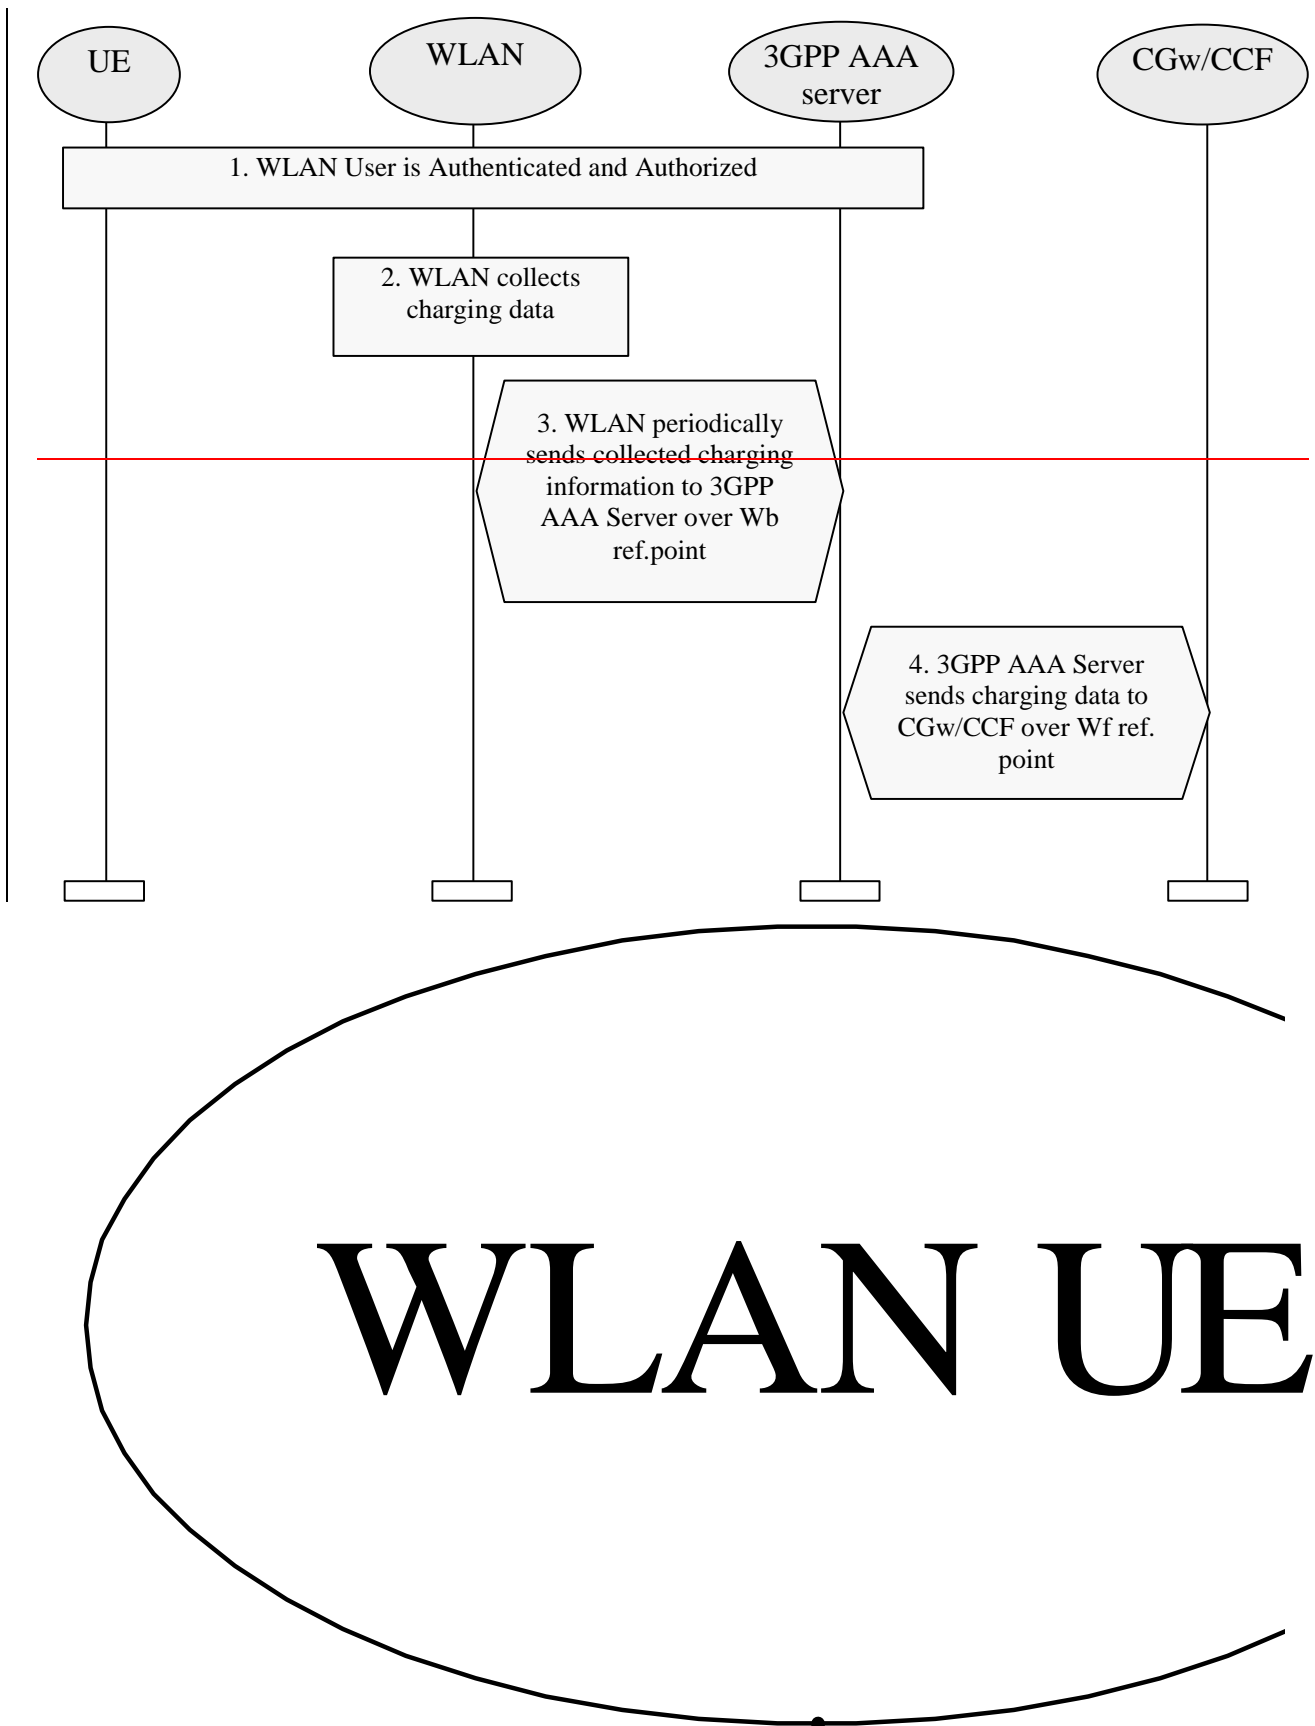 UE
WLAN
3GPP AAA
server
CGw/CCF
1. WLAN User is Authenticated and Authorized
2. WLAN collects
charging data
3. WLAN periodically
sends collected charging
information to 3GPP
AAA Server over Wb
ref.point
4. 3GPP AAA Server
sends charging data to
CGw/CCF over Wf ref.
point
WLAN UE